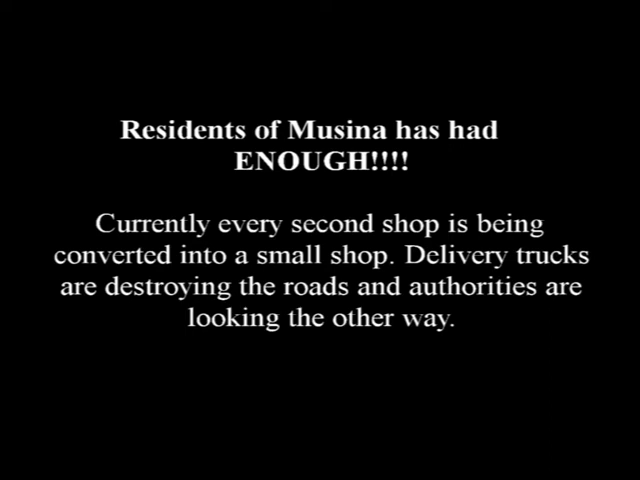 Residents of Musina has had
ENOUGH!!!!
Currently every second shop is being
converted into a small shop. Delivery trucks
are destroying the roads and authorities are
looking the other way.